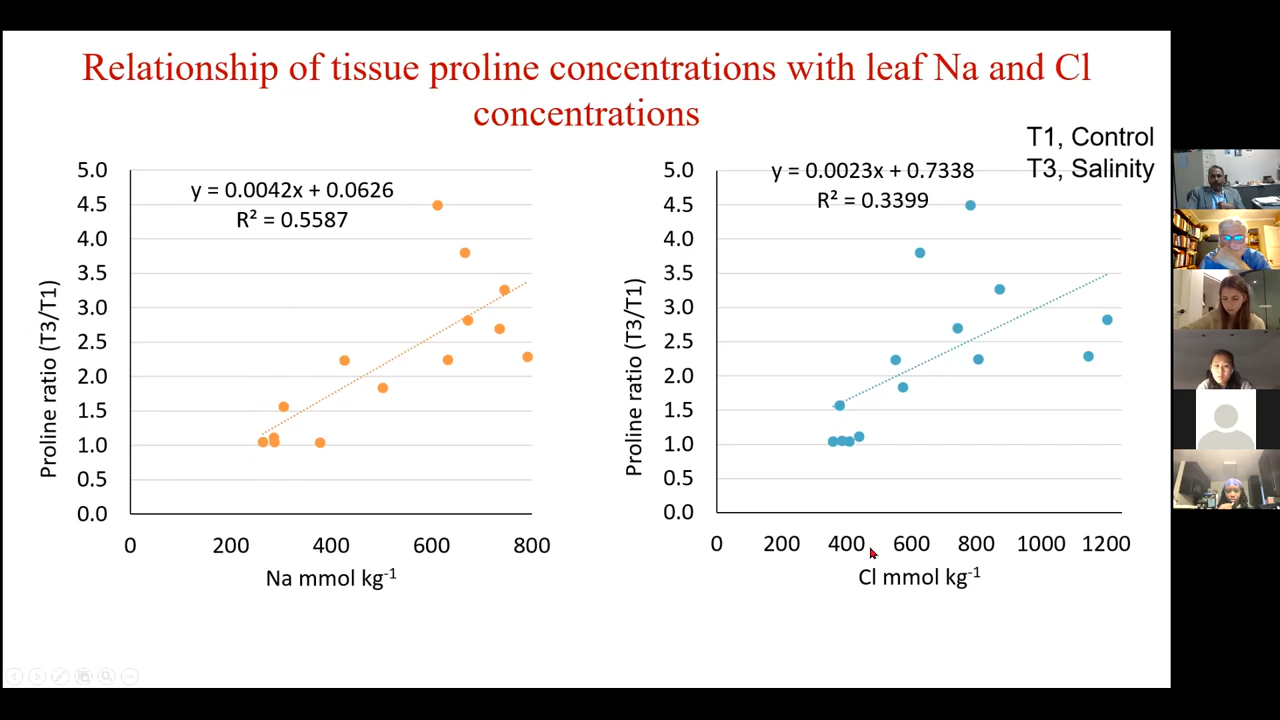 Relationship of tissue proline concentrations with leaf Na and Cl
concentrations
T1, Control
T3, Salinity
y = 0.0042x + 0.0626
R² = 0.5587
5.0
4.5
4.0
3.5
3.0
2.5
2.0
1.5
1.0
0.5
0.0
Proline ratio (T3/T1)
0 200 400 600 800
Na mmol kg⁻¹
y = 0.0023x + 0.7338
R² = 0.3399
5.0
4.5
4.0
3.5
3.0
2.5
2.0
1.5
1.0
0.5
0.0
Proline ratio (T3/T1)
0 200 400 600 800 1000 1200
Cl mmol kg⁻¹